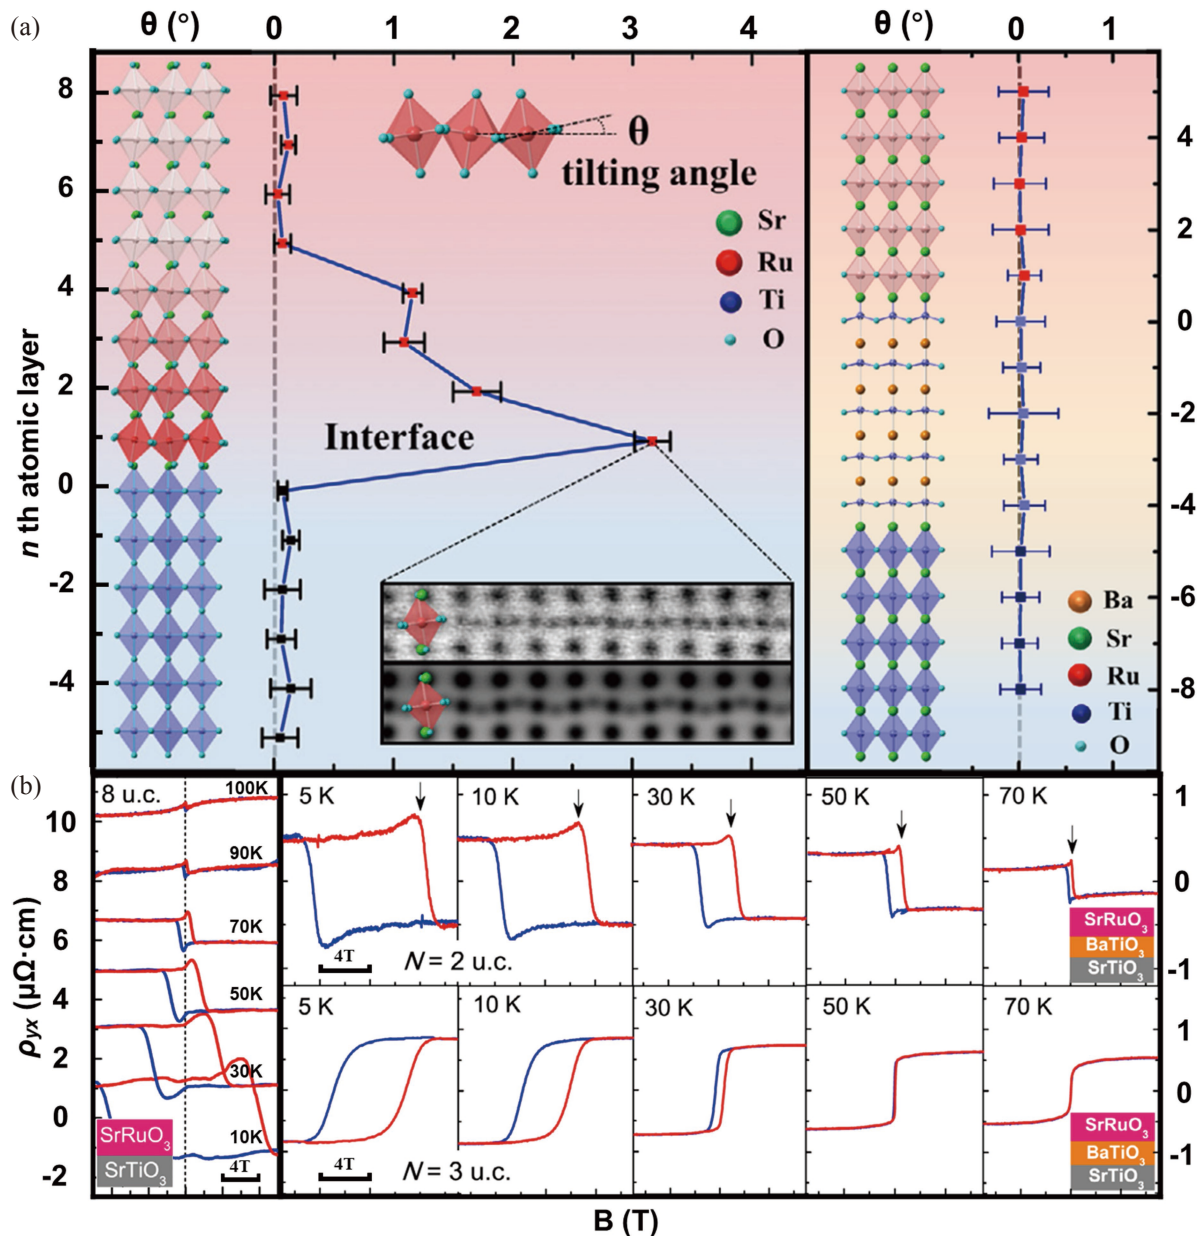 (a)
θ (°) 0 1 2 3 4
θ (°) 0 1
n th atomic layer
8
6
4
2
0
-2
-4
θ
tilting angle
Sr
Ru
Ti
O
Interface
4
2
0
-2
-4
-6
-8
Ba
Sr
Ru
Ti
O
(b)
ρyx (μΩ·cm)
10
8
6
4
2
0
-2
8 u.c.
100K
90K
70K
50K
30K
10K
SrRuO3
SrTiO3
4T
5 K
10 K
30 K
50 K
70 K
4T
N = 2 u.c.
SrRuO3
BaTiO3
SrTiO3
1
0
-1
5 K
10 K
30 K
50 K
70 K
4T
N = 3 u.c.
SrRuO3
BaTiO3
SrTiO3
1
0
-1
B (T)